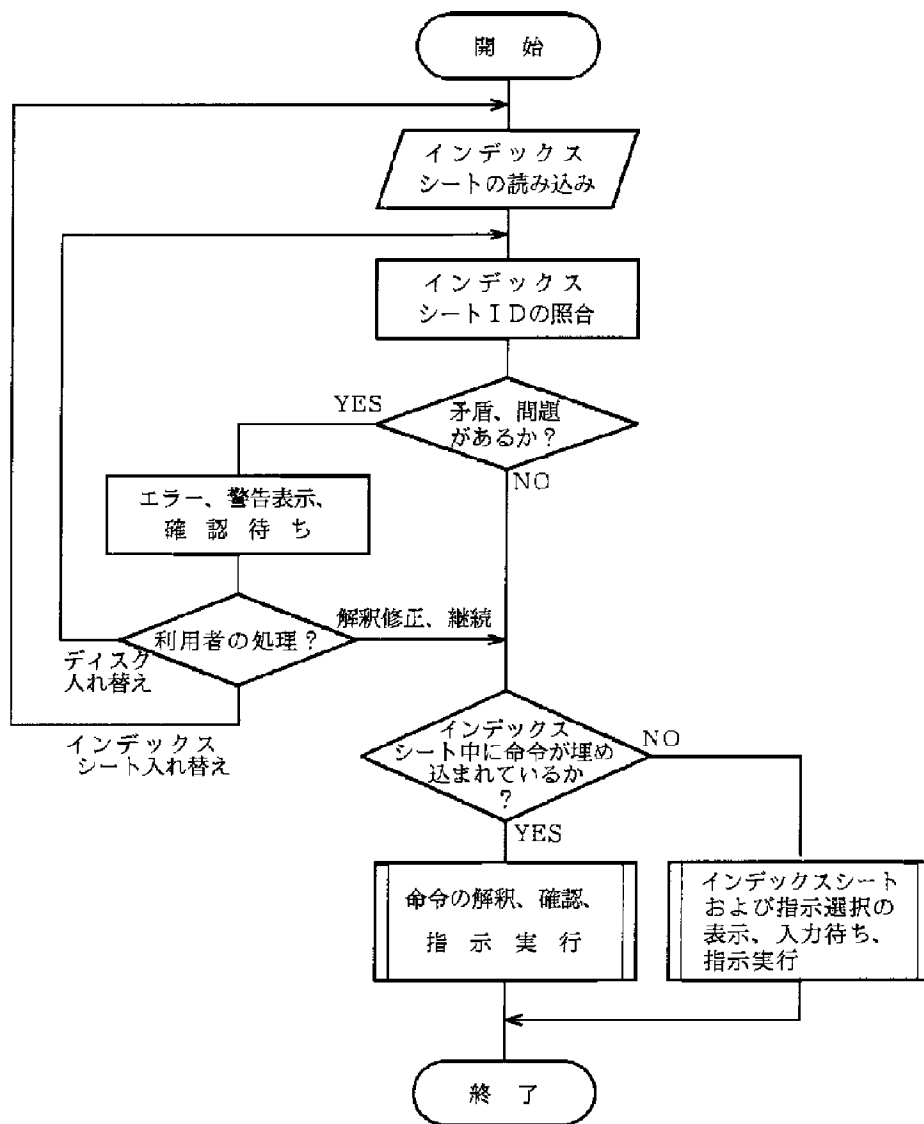 開 始
インデックス
シートの読み込み
インデックス
シートＩＤの照合
YES
矛盾、問題
があるか？
NO
エラー、警告表示、
確 認 待 ち
利用者の処理？
解釈修正、継続
ディスク
入れ替え
インデックス
シート入れ替え
インデックス
シート中に命令が埋め
込まれているか
？
NO
YES
命令の解釈、確認、
指 示 実 行
インデックスシート
および指示選択の
表示、入力待ち、
指示実行
終 了